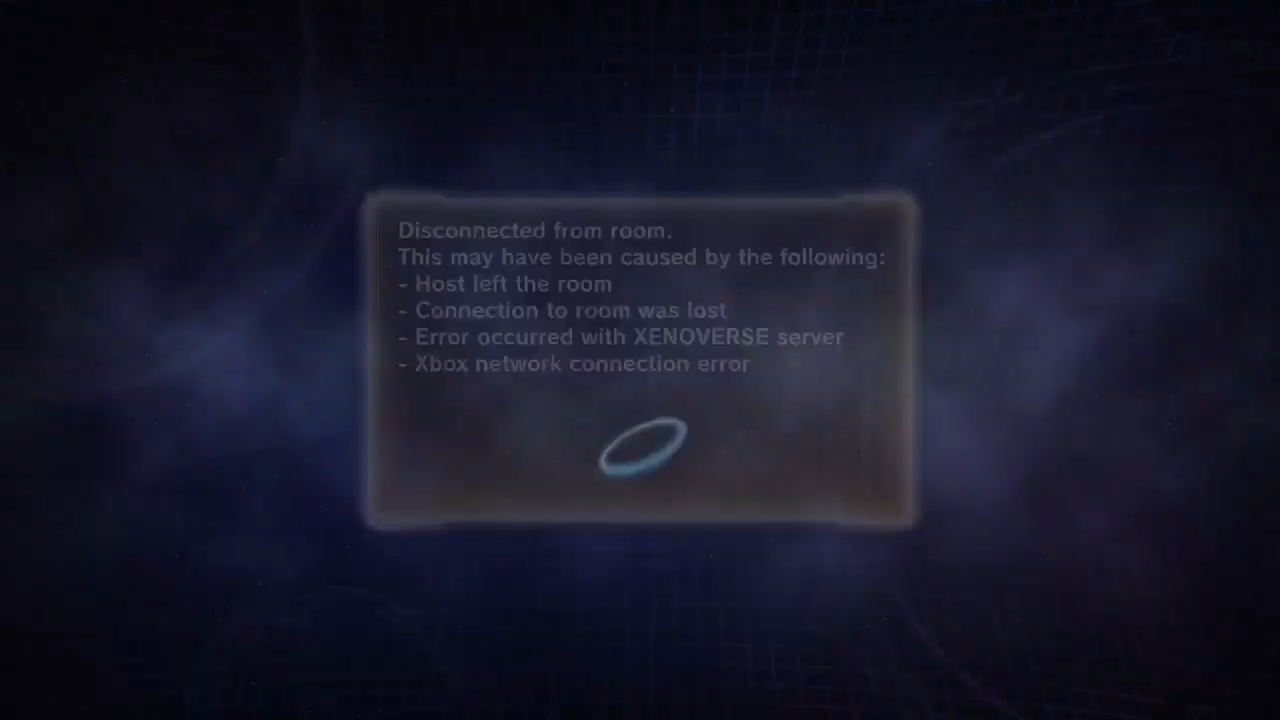 Disconnected from room.
This may have been caused by the following:
- Host left the room
- Connection to room was lost
- Error occurred with XENOVERSE server
- Xbox network connection error